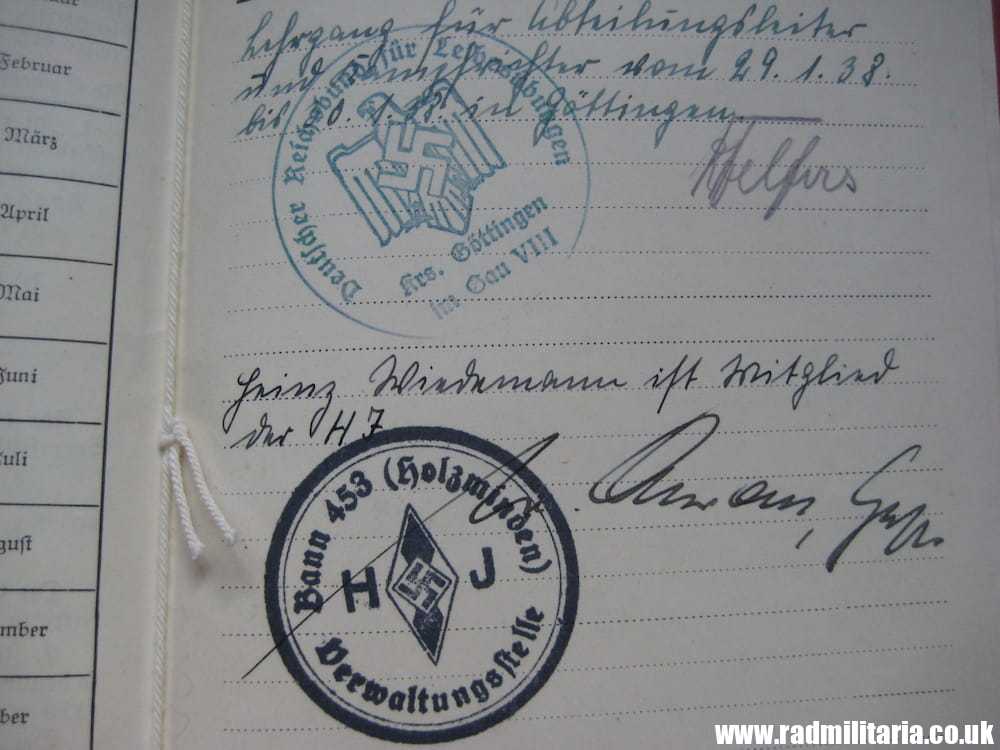 Februar
März
April
Mai
Juni
Juli
gust
mber
ber
Lehrgang für Abteilungsleiter
und vom 29.1.38.
bis in Göttingen
Deutscher Reichsbund für Leibesübungen
Krs. Göttingen
im Gau VIII
Heinz Wiedemann ist Mitglied
der HJ
Bann 453 (Holzminden)
H J
Verwaltungsstelle
www.radmilitaria.co.uk